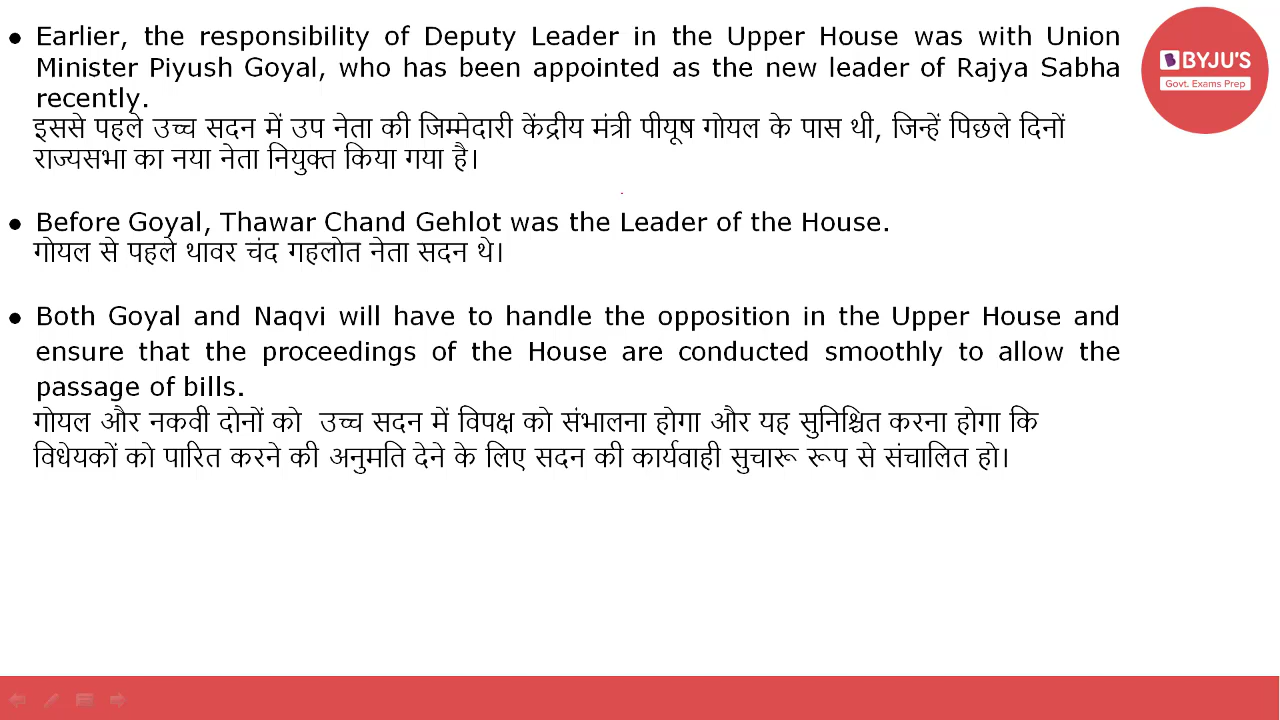 ● Earlier, the responsibility of Deputy Leader in the Upper House was with Union
Minister Piyush Goyal, who has been appointed as the new leader of Rajya Sabha
recently.
इससे पहले उच्च सदन में उप नेता की जिम्मेदारी केंद्रीय मंत्री पीयूष गोयल के पास थी, जिन्हें पिछले दिनों
राज्यसभा का नया नेता नियुक्त किया गया है।
● Before Goyal, Thawar Chand Gehlot was the Leader of the House.
गोयल से पहले थावर चंद गहलोत नेता सदन थे।
● Both Goyal and Naqvi will have to handle the opposition in the Upper House and
ensure that the proceedings of the House are conducted smoothly to allow the
passage of bills.
गोयल और नकवी दोनों को उच्च सदन में विपक्ष को संभालना होगा और यह सुनिश्चित करना होगा कि
विधेयकों को पारित करने की अनुमति देने के लिए सदन की कार्यवाही सुचारू रूप से संचालित हो।
BYJU'S
Govt. Exams Prep